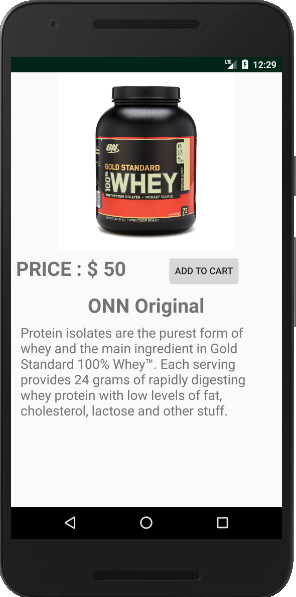 LTE 12:29
ON
GOLD STANDARD
100% WHEY
PRICE : $ 50
ADD TO CART
ONN Original
Protein isolates are the purest form of
whey and the main ingredient in Gold
Standard 100% Whey™. Each serving
provides 24 grams of rapidly digesting
whey protein with low levels of fat,
cholesterol, lactose and other stuff.